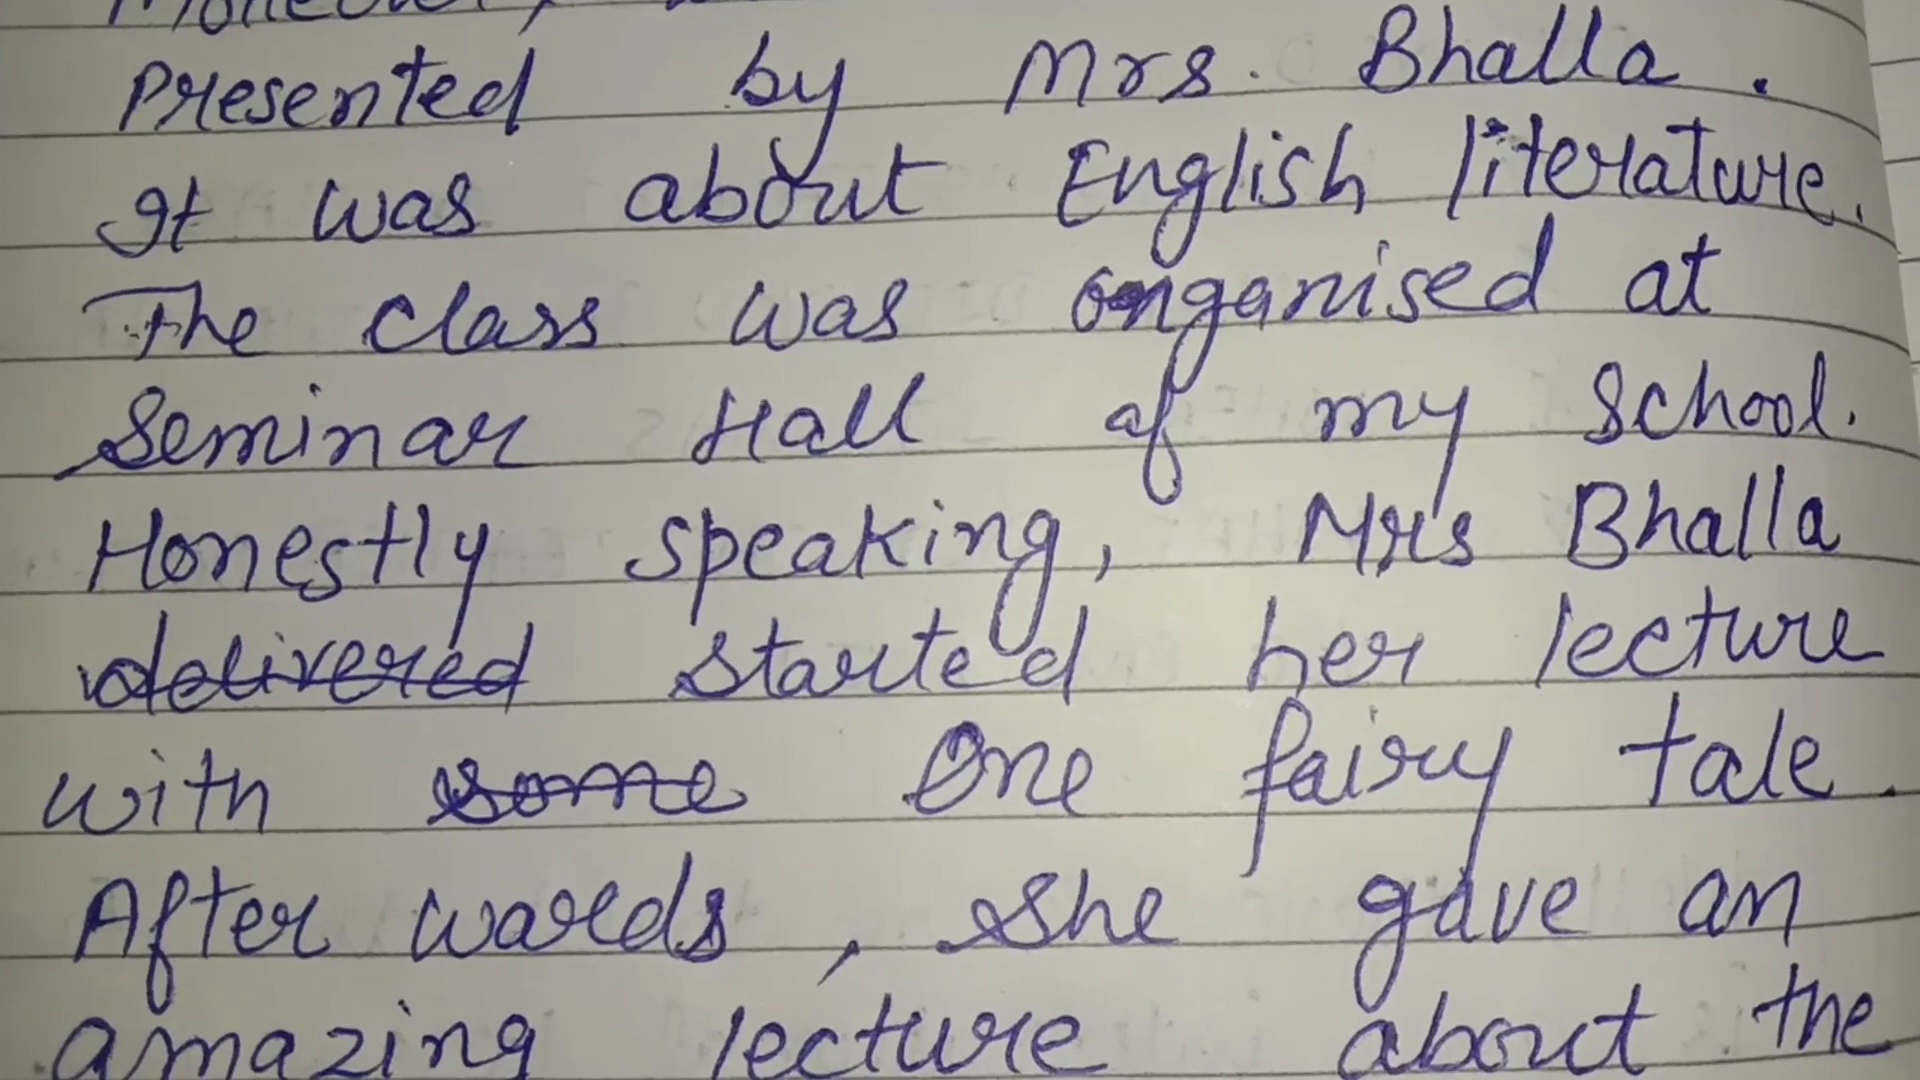 Moreover,
Presented by Mrs. Bhalla.
It was about English literature.
The class was organised at
Seminar Hall of my School.
Honestly speaking, Mrs Bhalla
delivered started her lecture
with some One fairy tale.
After wards, She gave an
amazing lecture about the